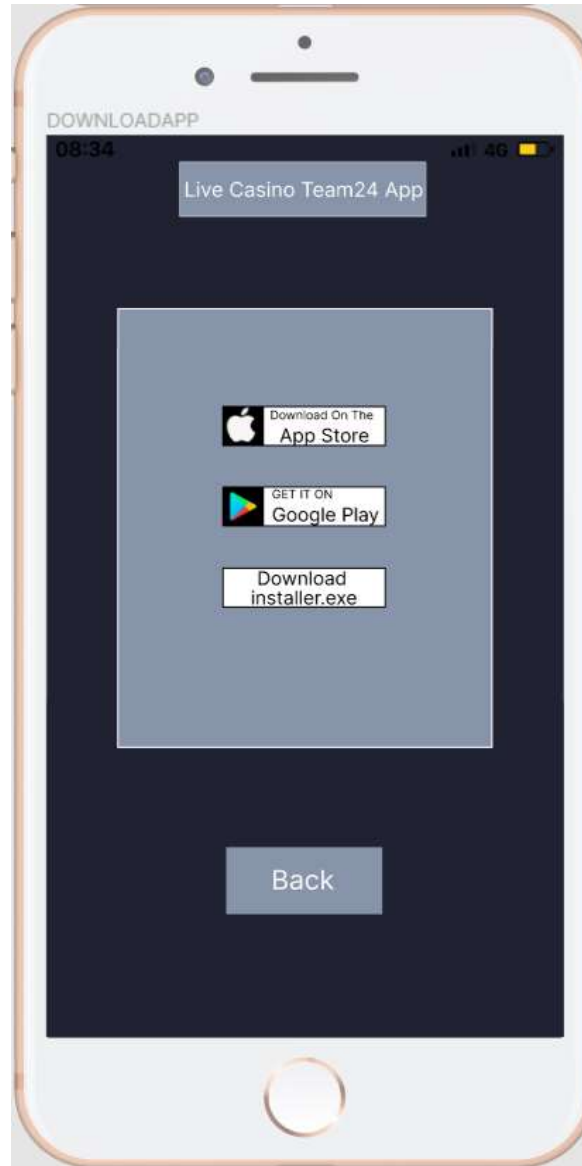 DOWNLOADAPP
08:34
4G
Live Casino Team24 App
Download On The
App Store
GET IT ON
Google Play
Download
installer.exe
Back